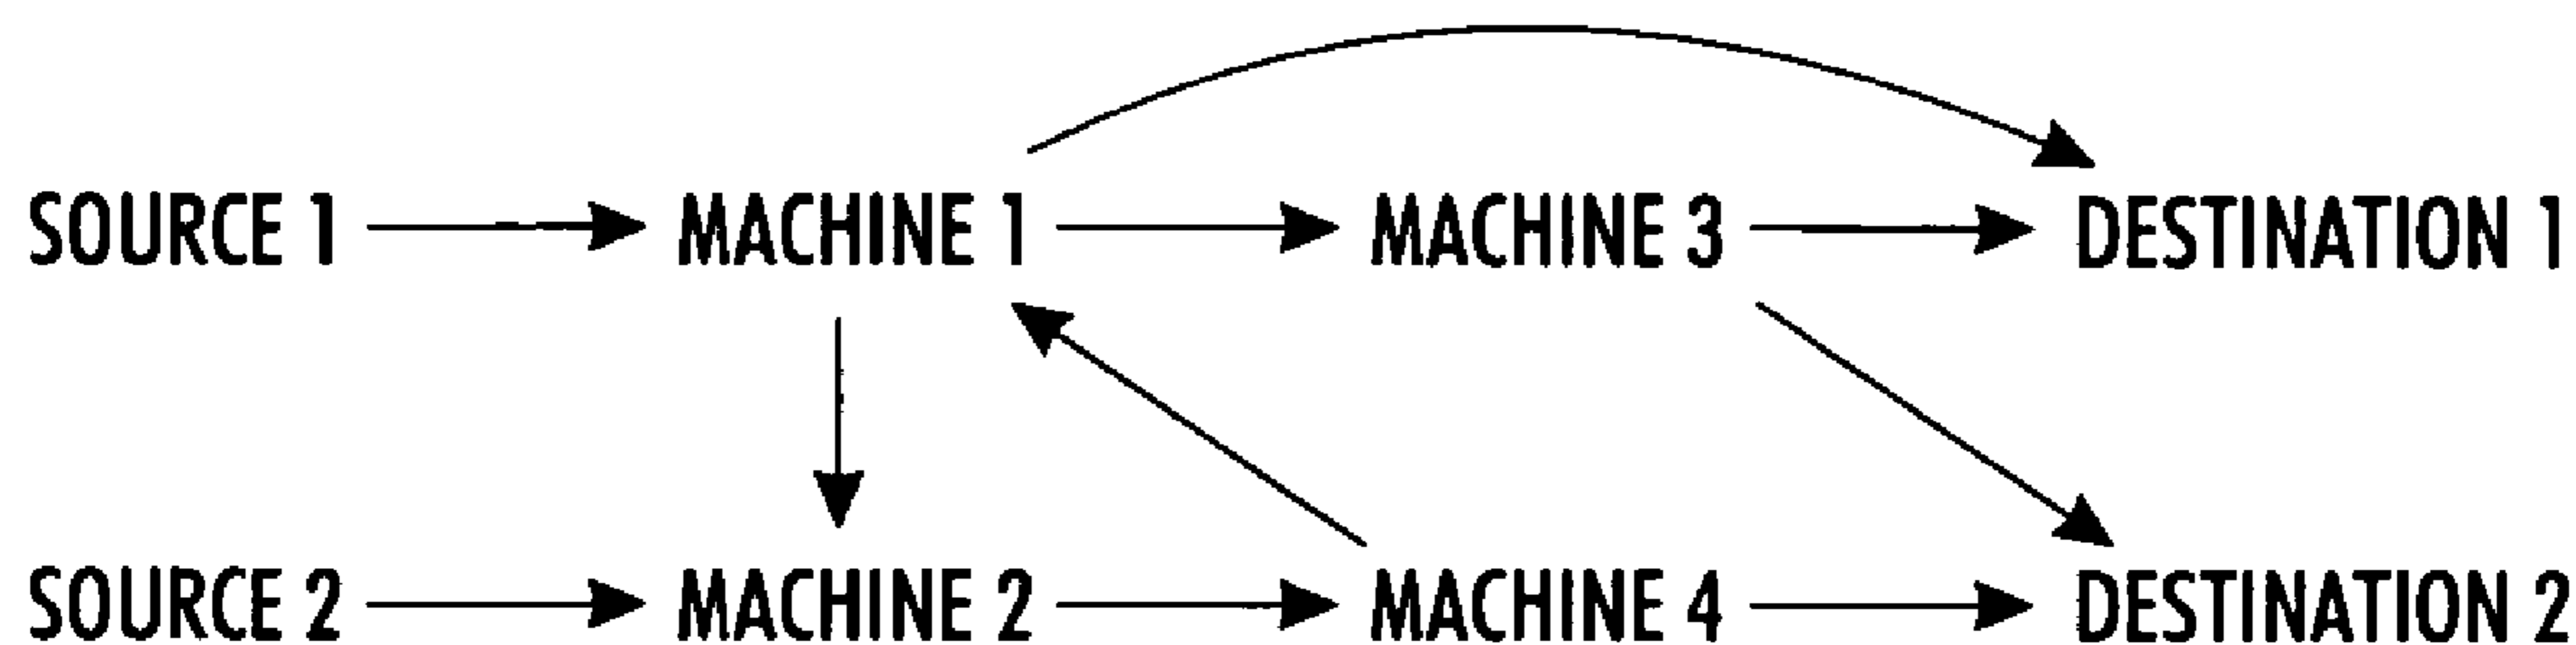 SOURCE 1 MACHINE 1 MACHINE 3 DESTINATION 1
SOURCE 2 MACHINE 2 MACHINE 4 DESTINATION 2